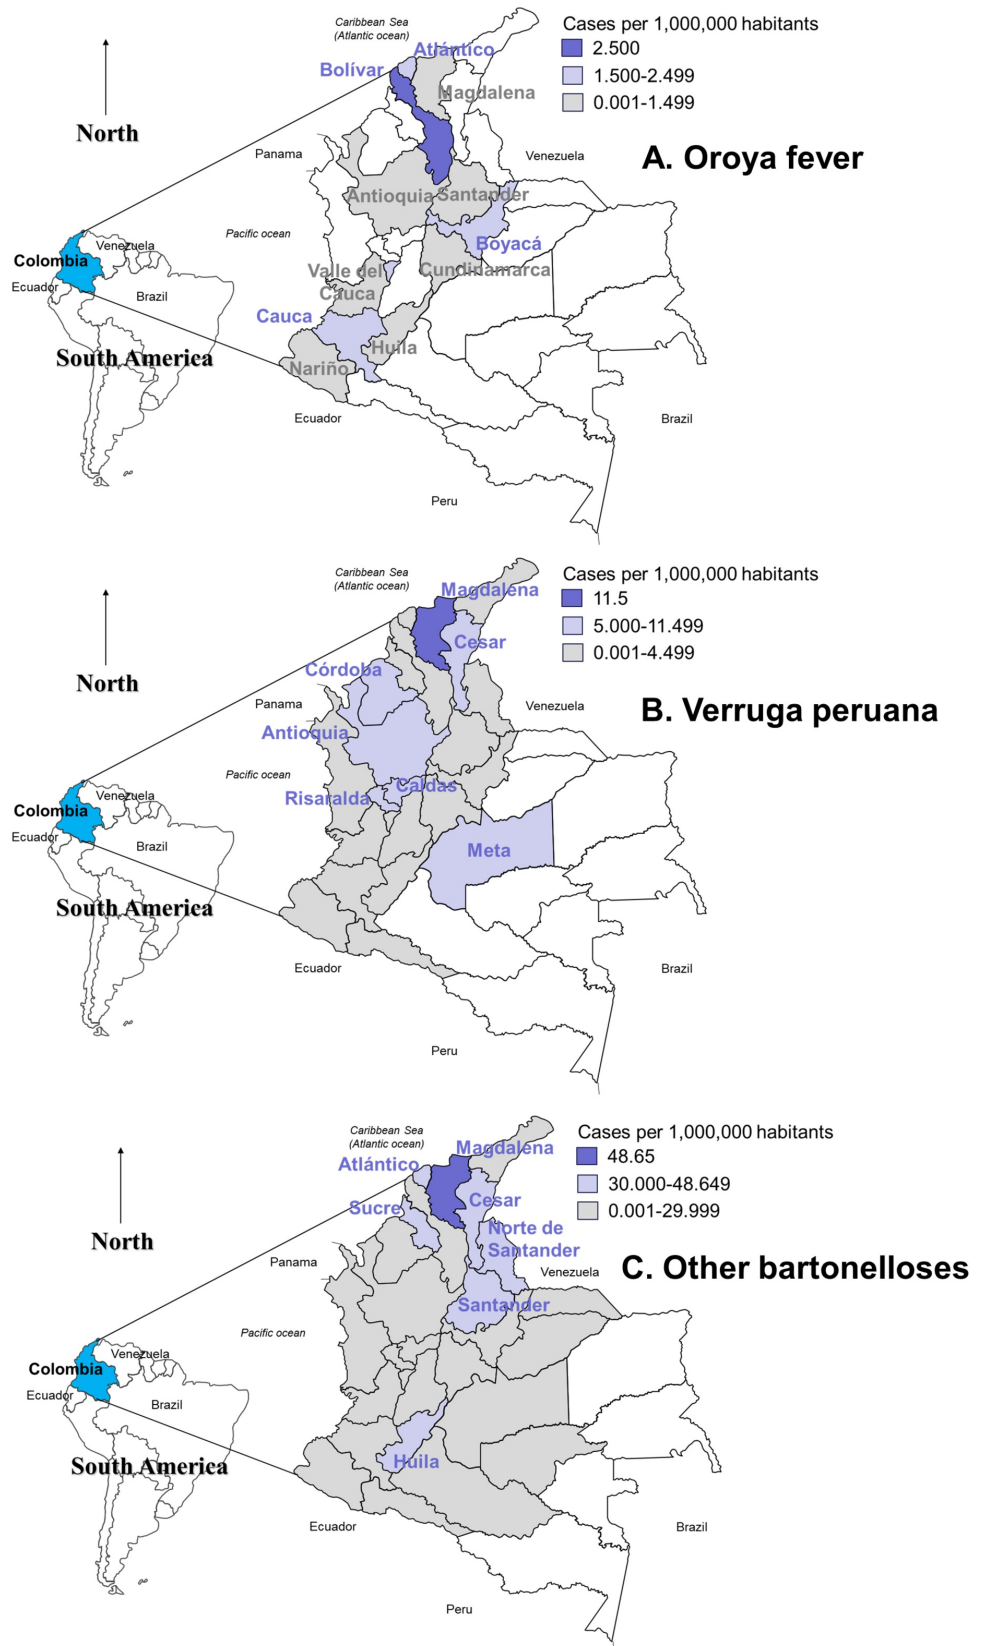 Caribbean Sea
(Atlantic ocean)
Cases per 1,000,000 habitants
2.500
1.500-2.499
0.001-1.499
Atlántico
Bolívar
Magdalena
North
Panama
Venezuela
A. Oroya fever
Antioquia
Santander
Pacific ocean
Boyacá
Venezuela
Colombia
Ecuador
Brazil
Valle del
Cauca
Cundinamarca
Cauca
Huila
South America
Nariño
Ecuador
Brazil
Peru
Caribbean Sea
(Atlantic ocean)
Cases per 1,000,000 habitants
11.5
5.000-11.499
0.001-4.499
Magdalena
Cesar
Córdoba
North
Panama
Venezuela
B. Verruga peruana
Antioquia
Pacific ocean
Caldas
Risaralda
Venezuela
Colombia
Ecuador
Brazil
Meta
South America
Ecuador
Brazil
Peru
Caribbean Sea
(Atlantic ocean)
Cases per 1,000,000 habitants
48.65
30.000-48.649
0.001-29.999
Magdalena
Atlántico
Cesar
Sucre
Norte de
Santander
North
Panama
Venezuela
C. Other bartonelloses
Santander
Pacific ocean
Venezuela
Colombia
Ecuador
Brazil
Huila
South America
Ecuador
Brazil
Peru